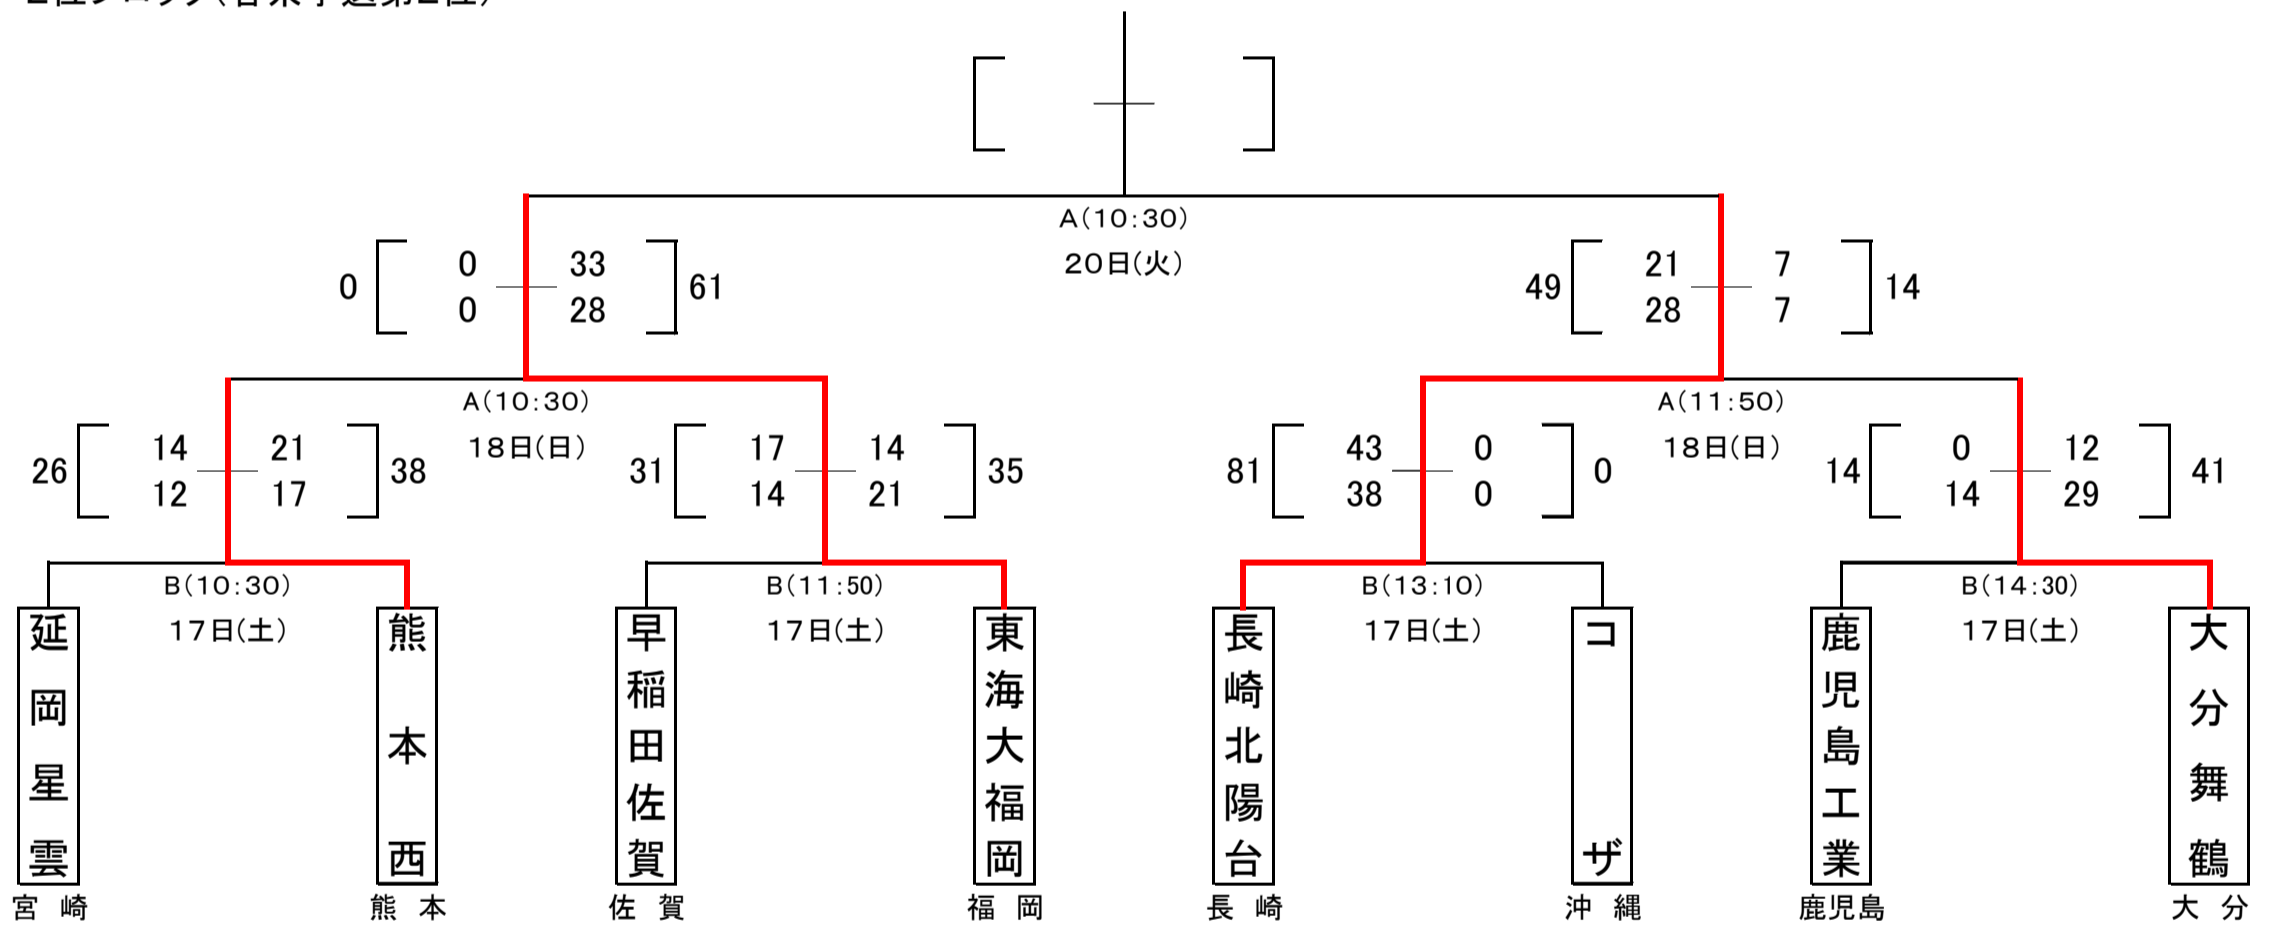 A(10:30)
20日(火)
0 0 33 61
0 28
49 21 7 14
28 7
A(10:30)
18日(日)
A(11:50)
18日(日)
26 14 21 38
12 17
31 17 14 35
14 21
81 43 0 0
38 0
14 0 12 41
14 29
B(10:30)
17日(土)
B(11:50)
17日(土)
B(13:10)
17日(土)
B(14:30)
17日(土)
延岡星雲
熊本西
早稲田佐賀
東海大福岡
長崎北陽台
コザ
鹿児島工業
大分舞鶴
宮崎
熊本
佐賀
福岡
長崎
沖縄
鹿児島
大分